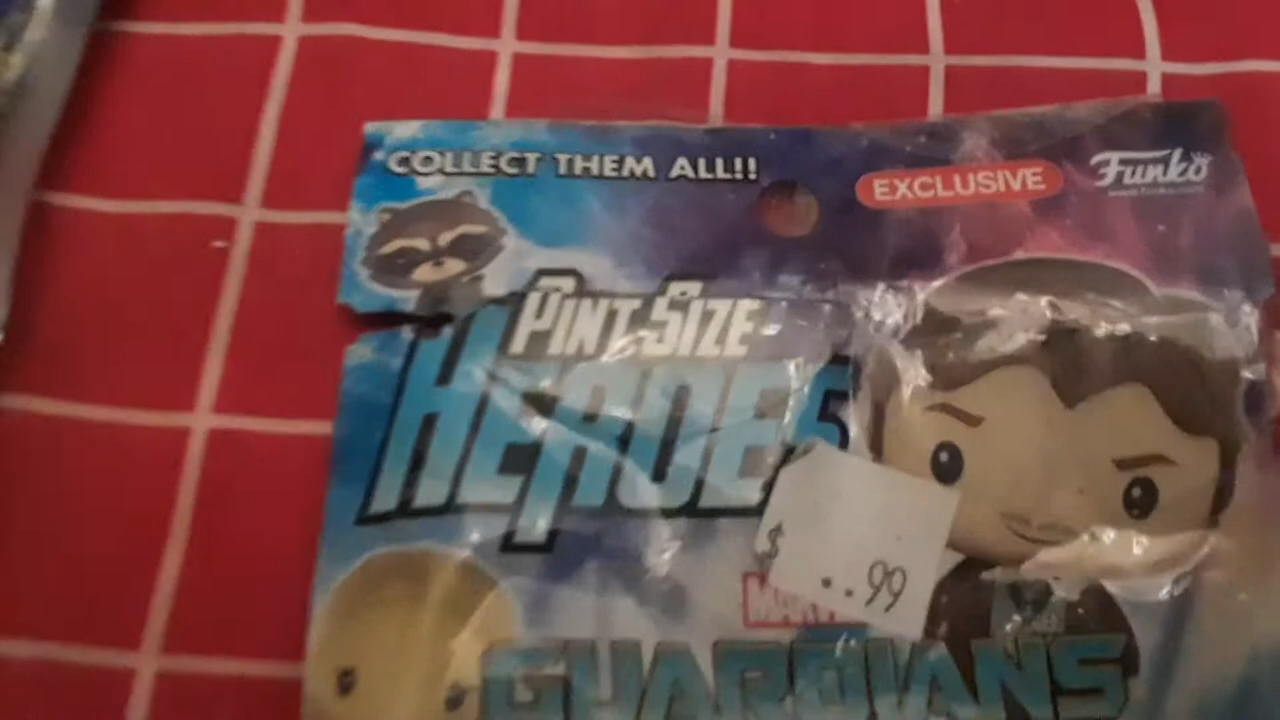 COLLECT THEM ALL!!
EXCLUSIVE
Funko
PINT SIZE
HEROES
$ ..99
MARVEL
GUARDIANS